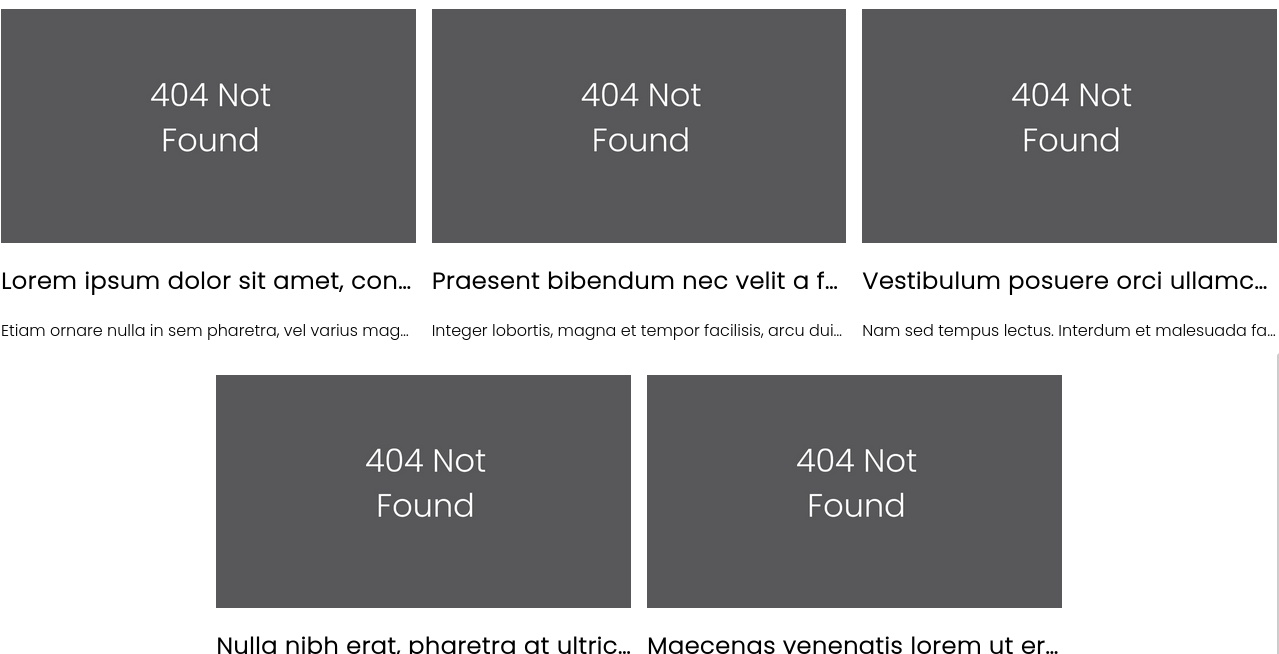 404 Not
Found
404 Not
Found
404 Not
Found
Lorem ipsum dolor sit amet, con...
Praesent bibendum nec velit a f...
Vestibulum posuere orci ullamc...
Etiam ornare nulla in sem pharetra, vel varius mag...
Integer lobortis, magna et tempor facilisis, arcu dui...
Nam sed tempus lectus. Interdum et malesuada fa...
404 Not
Found
404 Not
Found
Nulla nibh erat, pharetra at ultric...
Maecenas venenatis lorem ut er...